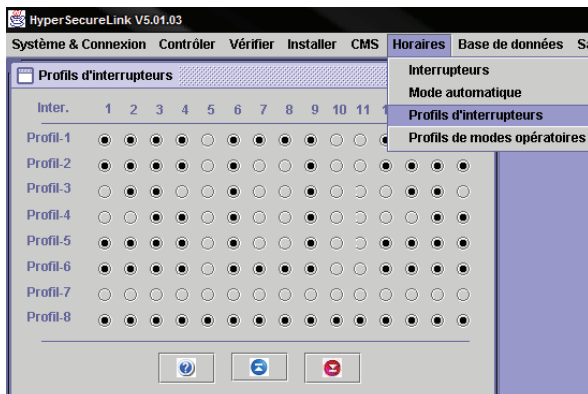 HyperSecureLink V5.01.03
Système & Connexion Contrôler Vérifier Installer CMS Horaires Base de données
Profils d'interrupteurs
Interrupteurs
Mode automatique
Profils d'interrupteurs
Profils de modes opératoires
Inter. 1 2 3 4 5 6 7 8 9 10 11
Profil-1
Profil-2
Profil-3
Profil-4
Profil-5
Profil-6
Profil-7
Profil-8